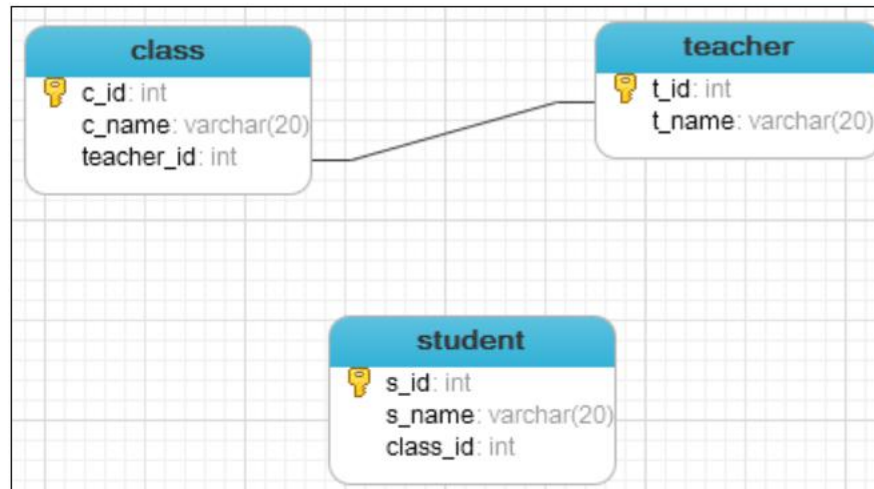 class
c_id: int
c_name: varchar(20)
teacher_id: int
teacher
t_id: int
t_name: varchar(20)
student
s_id: int
s_name: varchar(20)
class_id: int